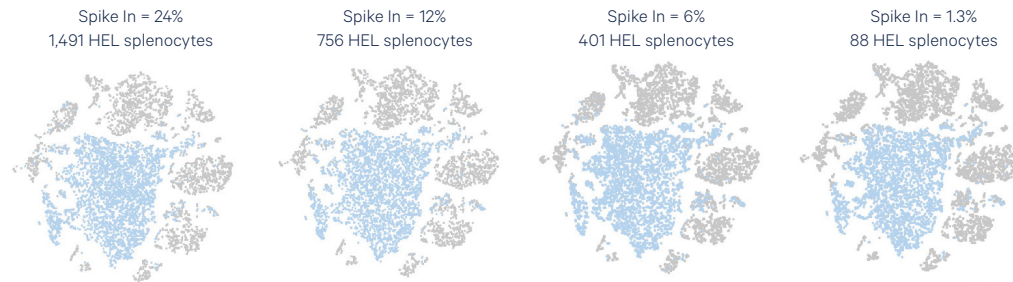 Spike In = 24%
1,491 HEL splenocytes
Spike In = 12%
756 HEL splenocytes
Spike In = 6%
401 HEL splenocytes
Spike In = 1.3%
88 HEL splenocytes